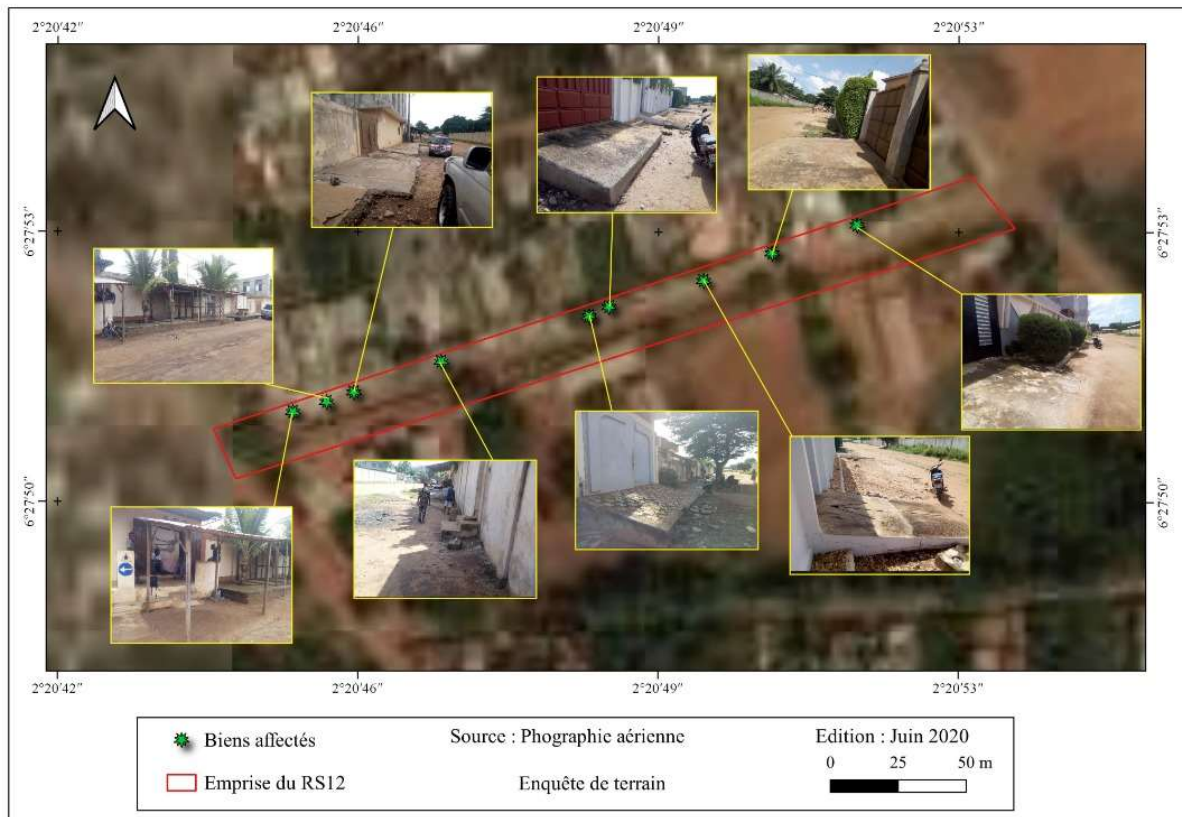 2°20'42" 2°20'46" 2°20'49" 2°20'53"
6°27'53" 6°27'53"
6°27'50" 6°27'50"
2°20'42" 2°20'46" 2°20'49" 2°20'53"
Biens affectés Source : Phographie aérienne Edition : Juin 2020
0 25 50 m
Emprise du RS12 Enquête de terrain